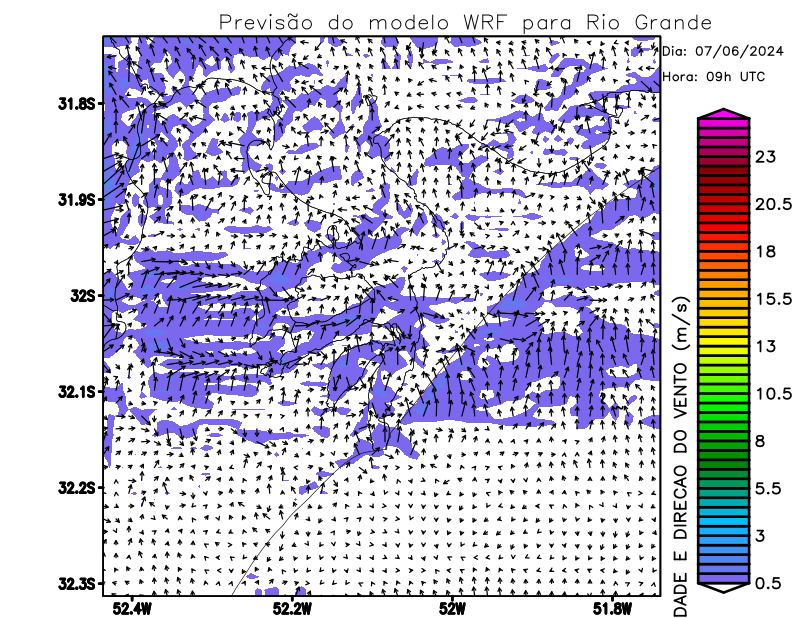 Previsão do modelo WRF para Rio Grande
Dia: 07/06/2024
Hora: 09h UTC
31.8S
31.9S
32S
32.1S
32.2S
32.3S
52.4W
52.2W
52W
51.8W
23
20.5
18
15.5
13
10.5
8
5.5
3
0.5
DADE E DIRECAO DO VENTO (m/s)